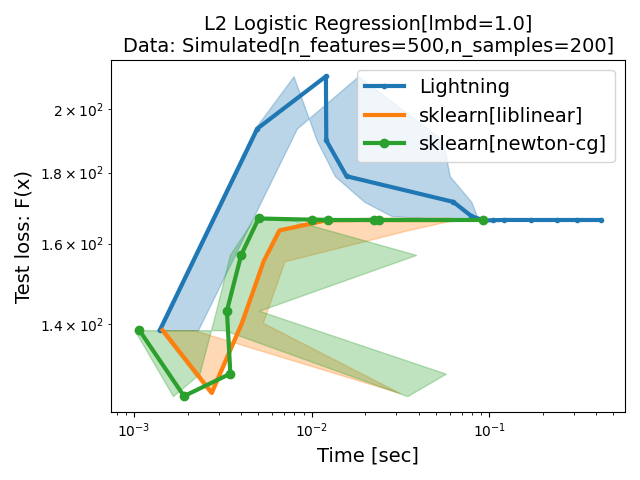 L2 Logistic Regression[lmbd=1.0]
Data: Simulated[n_features=500,n_samples=200]
Test loss: F(x)
2 × 10²
1.8 × 10²
1.6 × 10²
1.4 × 10²
Lightning
sklearn[liblinear]
sklearn[newton-cg]
10⁻³
10⁻²
10⁻¹
Time [sec]